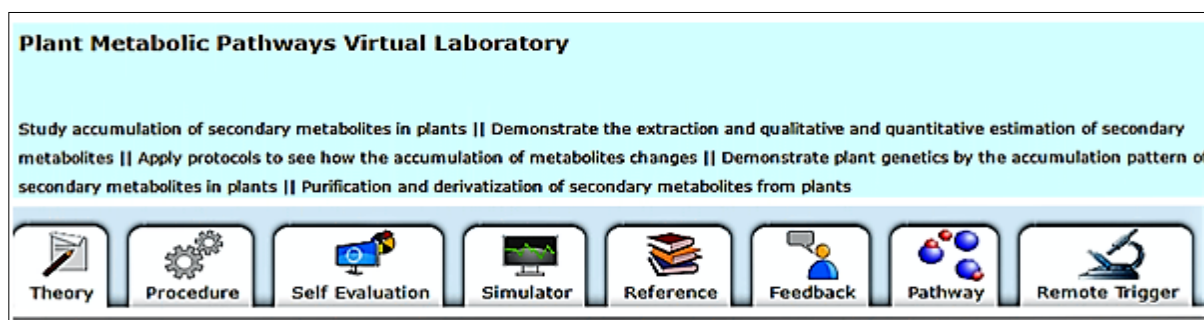 Plant Metabolic Pathways Virtual Laboratory
Study accumulation of secondary metabolites in plants || Demonstrate the extraction and qualitative and quantitative estimation of secondary
metabolites || Apply protocols to see how the accumulation of metabolites changes || Demonstrate plant genetics by the accumulation pattern of
secondary metabolites in plants || Purification and derivatization of secondary metabolites from plants
Theory Procedure Self Evaluation Simulator Reference Feedback Pathway Remote Trigger